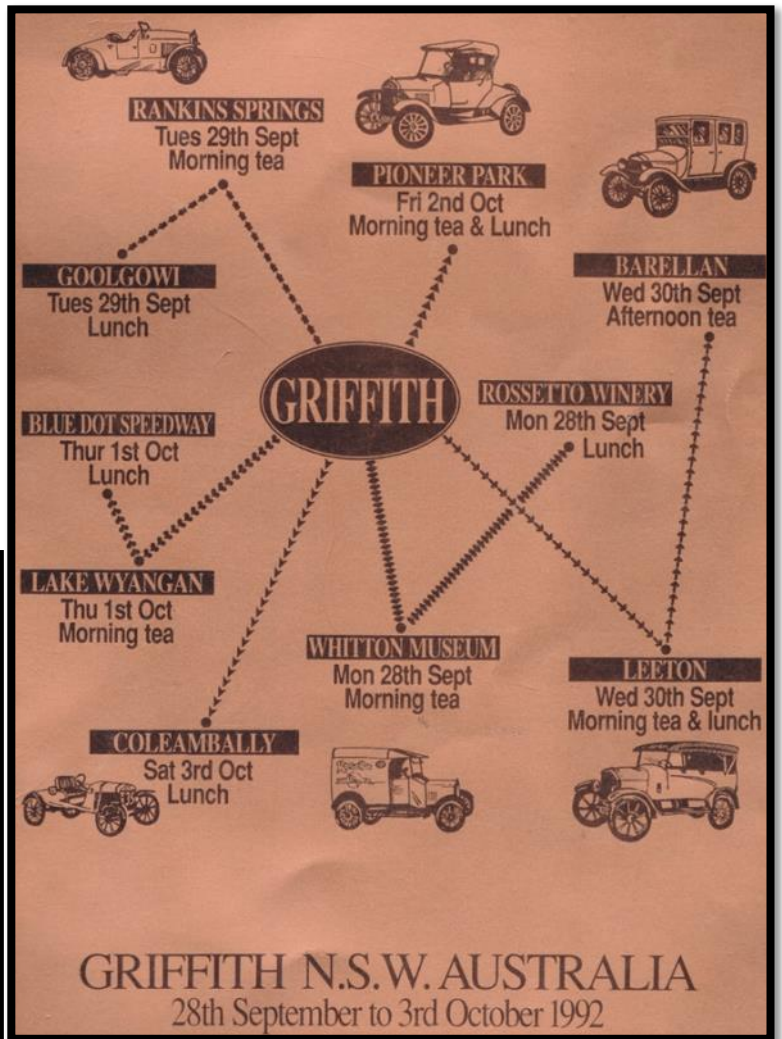 RANKINS SPRINGS
Tues 29th Sept
Morning tea
PIONEER PARK
Fri 2nd Oct
Morning tea & Lunch
GOOLGOWI
Tues 29th Sept
Lunch
BARELLAN
Wed 30th Sept
Afternoon tea
GRIFFITH
ROSSETTO WINERY
Mon 28th Sept
Lunch
BLUE DOT SPEEDWAY
Thur 1st Oct
Lunch
LAKE WYANGAN
Thu 1st Oct
Morning tea
WHITTON MUSEUM
Mon 28th Sept
Morning tea
LEETON
Wed 30th Sept
Morning tea & lunch
COLEAMBALLY
Sat 3rd Oct
Lunch
GRIFFITH N.S.W. AUSTRALIA
28th September to 3rd October 1992